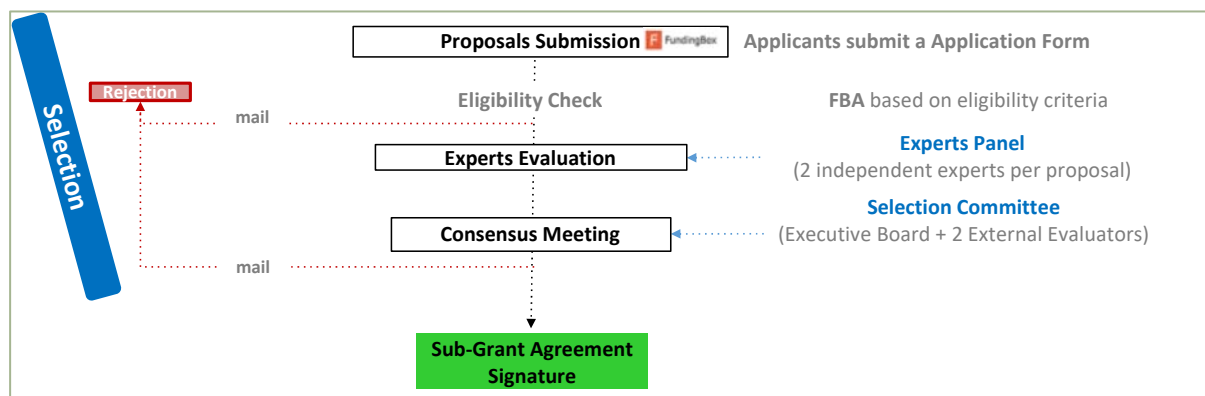 Proposals Submission FundingBox Applicants submit a Application Form
Selection
Rejection
Eligibility Check FBA based on eligibility criteria
mail
Experts Panel
Experts Evaluation
(2 independent experts per proposal)
Selection Committee
Consensus Meeting
(Executive Board + 2 External Evaluators)
mail
Sub-Grant Agreement
Signature